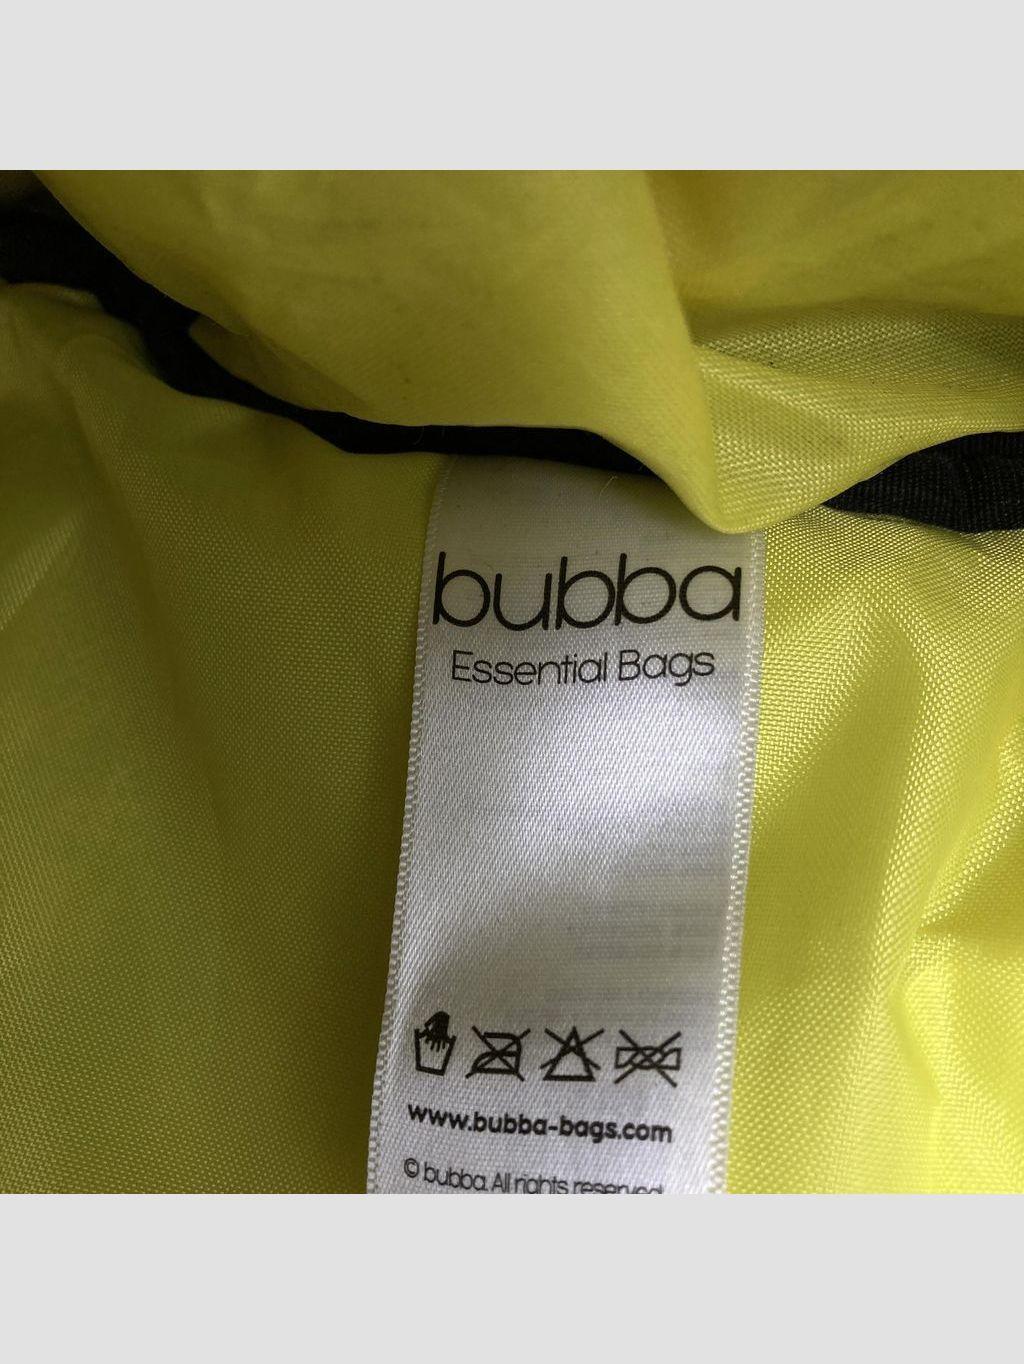 bubba
Essential Bags
www.bubba-bags.com
© bubba. All rights reserved.